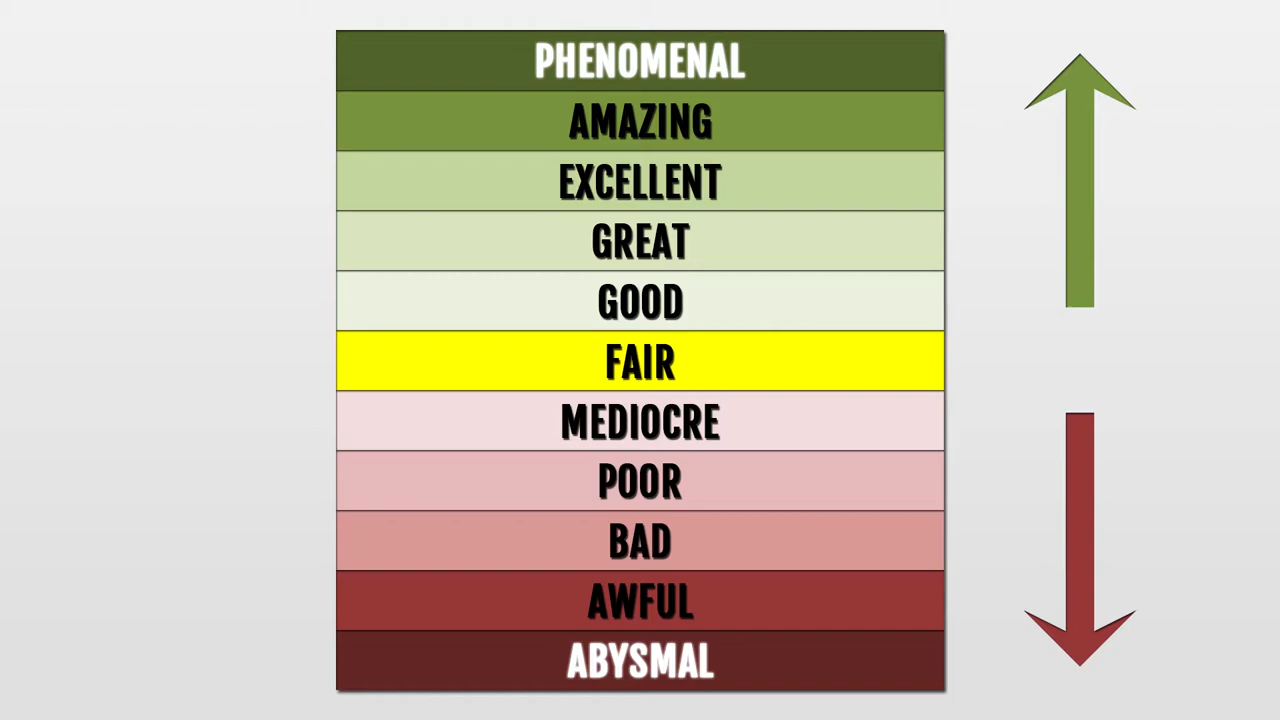 PHENOMENAL
AMAZING
EXCELLENT
GREAT
GOOD
FAIR
MEDIOCRE
POOR
BAD
AWFUL
ABYSMAL